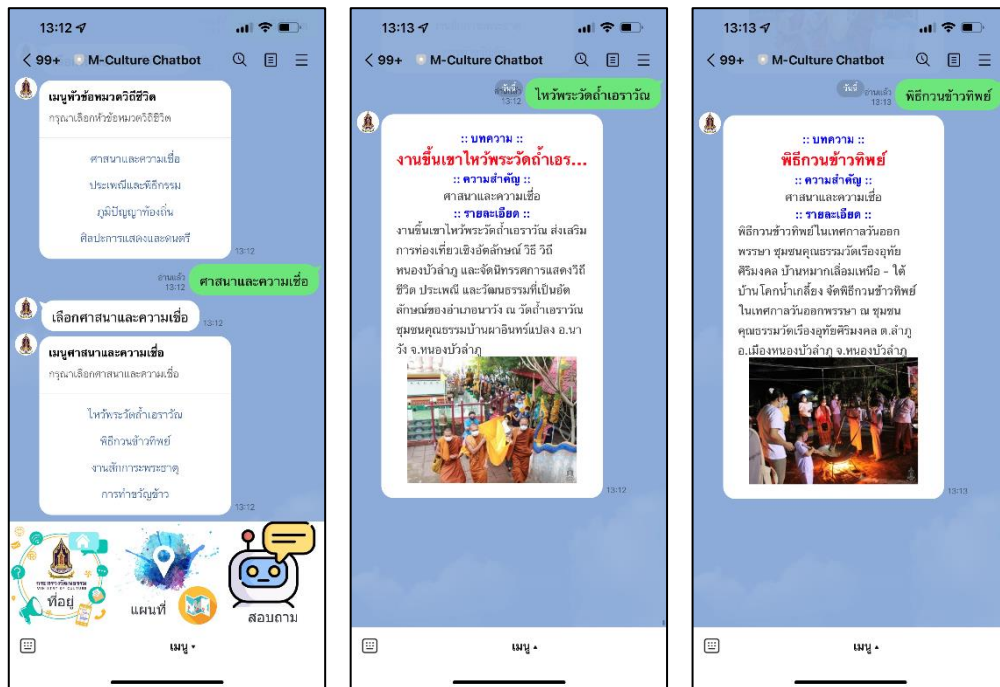 13:12
< 99+ M-Culture Chatbot
เมนูหัวข้อหมวดวิถีชีวิต
กรุณาเลือกหัวข้อหมวดวิถีชีวิต
ศาสนาและความเชื่อ
ประเพณีและพิธีกรรม
ภูมิปัญญาท้องถิ่น
ศิลปะการแสดงและดนตรี
13:12
อ่านแล้ว
13:12
ศาสนาและความเชื่อ
เลือกศาสนาและความเชื่อ
13:12
เมนูศาสนาและความเชื่อ
กรุณาเลือกศาสนาและความเชื่อ
ไหว้พระวัดถ้ำเอราวัณ
พิธีกวนข้าวทิพย์
งานสักการะพระธาตุ
การทำขวัญข้าว
13:12
กระทรวงวัฒนธรรม
ที่อยู่
แผนที่
สอบถาม
เมนู
13:13
< 99+ M-Culture Chatbot
วันนี้
13:12
ไหว้พระวัดถ้ำเอราวัณ
:: บทความ ::
งานขึ้นเขาไหว้พระวัดถ้ำเอร...
:: ความสำคัญ ::
ศาสนาและความเชื่อ
:: รายละเอียด ::
งานขึ้นเขาไหว้พระวัดถ้ำเอราวัณ ส่งเสริม
การท่องเที่ยวเชิงอัตลักษณ์ วิธี วิถี
หนองบัวลำภู และจัดนิทรรศการแสดงวิถี
ชีวิต ประเพณี และวัฒนธรรมที่เป็นอัต
ลักษณ์ของอำเภอนาวัง ณ วัดถ้ำเอราวัณ
ชุมชนคุณธรรมบ้านผาอินทร์แปลง อ.นา
วัง จ.หนองบัวลำภู
13:12
เมนู
13:13
< 99+ M-Culture Chatbot
วันนี้
อ่านแล้ว
13:13
พิธีกวนข้าวทิพย์
:: บทความ ::
พิธีกวนข้าวทิพย์
:: ความสำคัญ ::
ศาสนาและความเชื่อ
:: รายละเอียด ::
พิธีกวนข้าวทิพย์ในเทศกาลวันออก
พรรษา ชุมชนคุณธรรมวัดเรืองอุทัย
ศิริมงคล บ้านหมากเลื่อมเหนือ - ใต้
บ้านโคกน้ำเกลี้ยง จัดพิธีกวนข้าวทิพย์
ในเทศกาลวันออกพรรษา ณ ชุมชน
คุณธรรมวัดเรืองอุทัยศิริมงคล ต.ลำภู
อ.เมืองหนองบัวลำภู จ.หนองบัวลำภู
13:13
เมนู